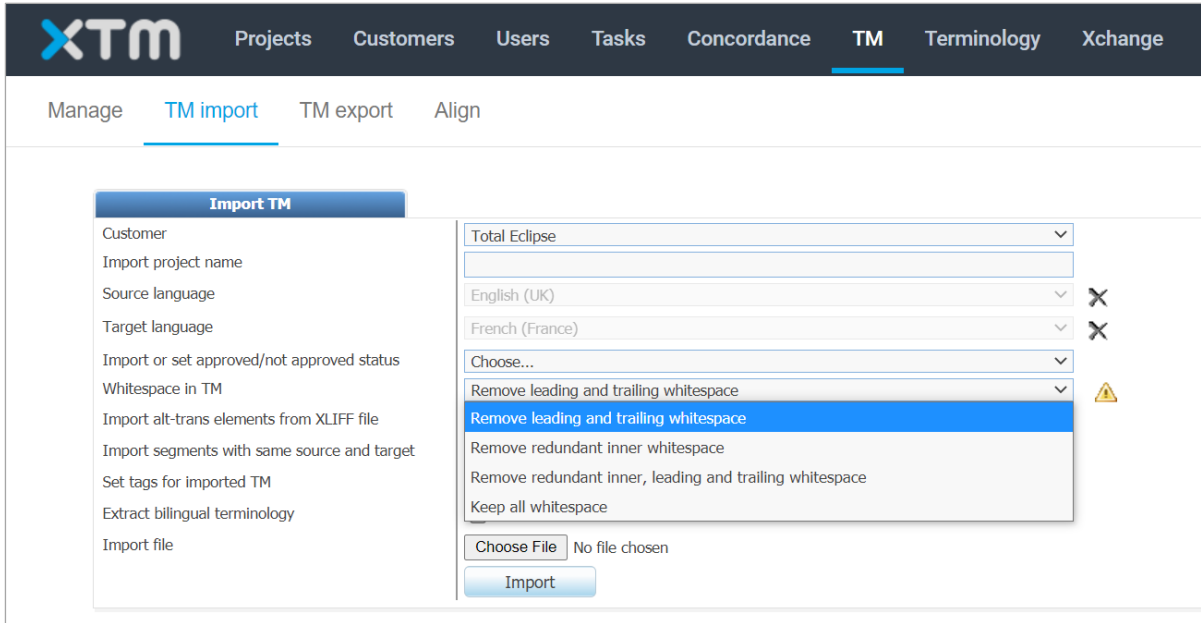 XTM Projects Customers Users Tasks Concordance TM Terminology Xchange
Manage TM import TM export Align
Import TM
Customer Total Eclipse
Import project name
Source language English (UK)
Target language French (France)
Import or set approved/not approved status Choose...
Whitespace in TM Remove leading and trailing whitespace
Import alt-trans elements from XLIFF file Remove leading and trailing whitespace
Import segments with same source and target Remove redundant inner whitespace
Set tags for imported TM Remove redundant inner, leading and trailing whitespace
Extract bilingual terminology Keep all whitespace
Import file Choose File No file chosen
Import